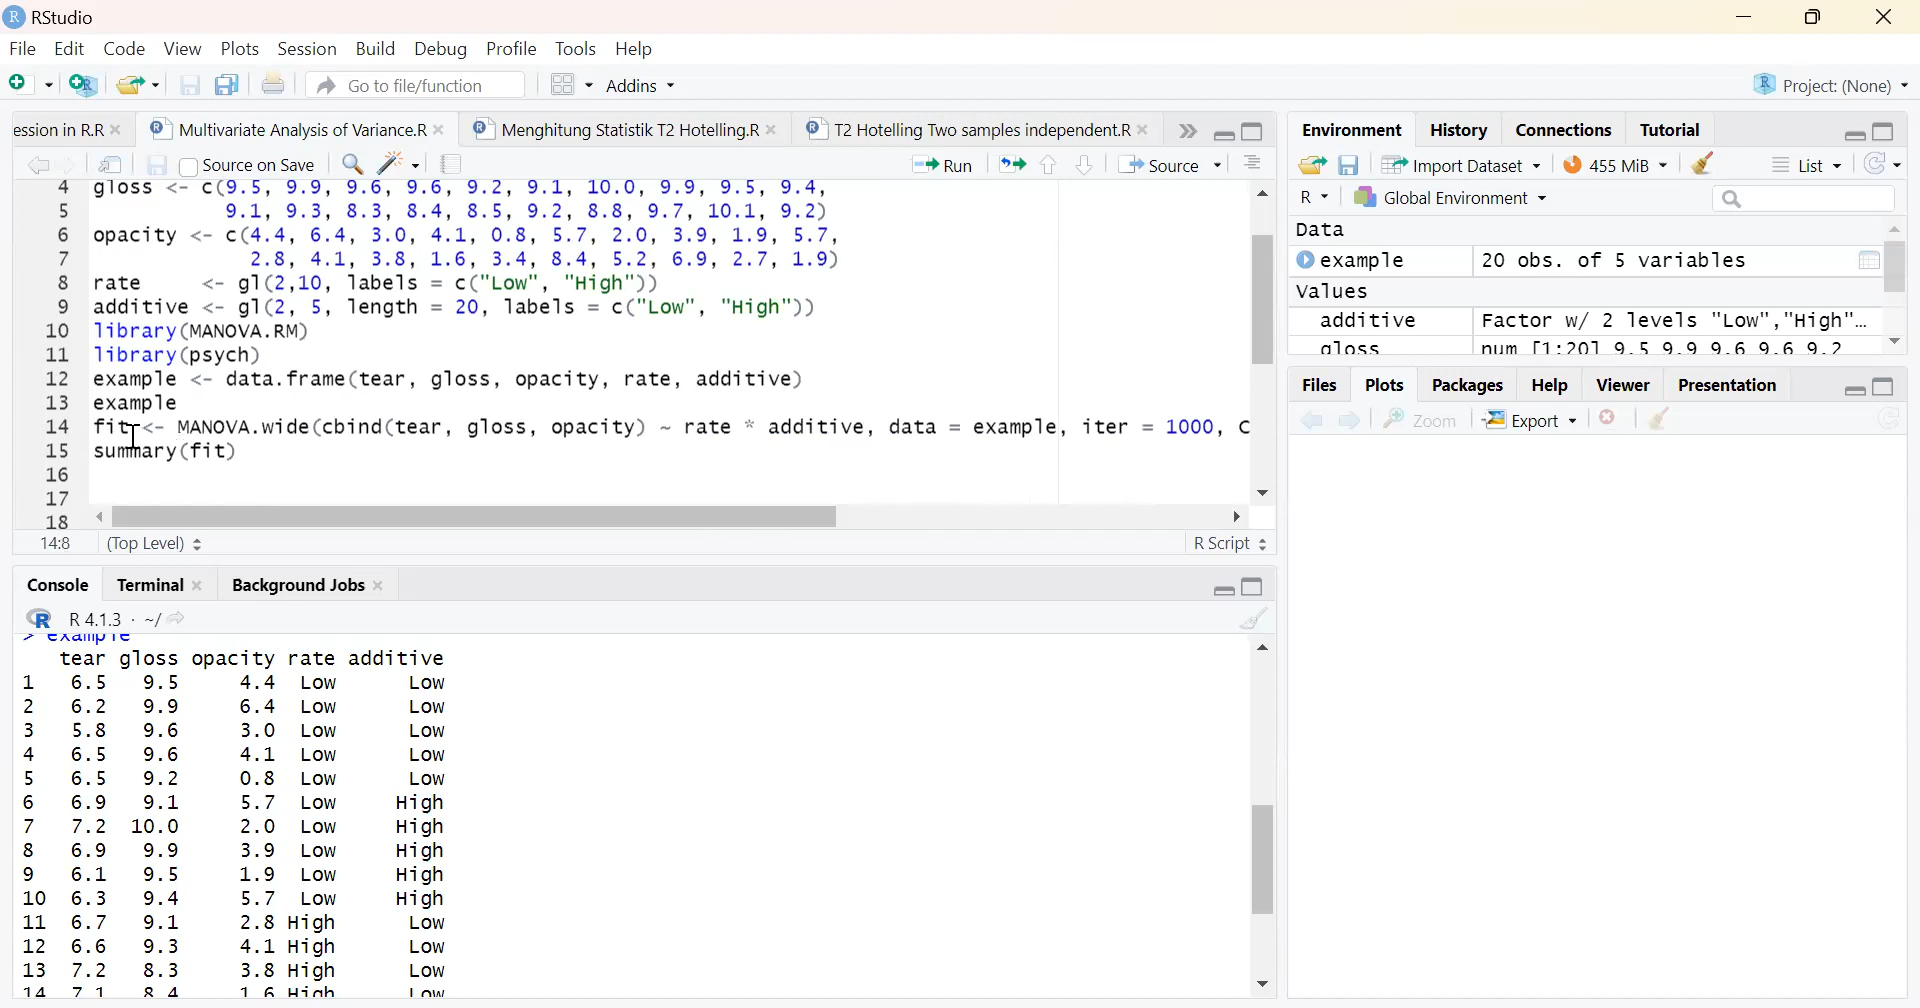 RStudio
File Edit Code View Plots Session Build Debug Profile Tools Help
Go to file/function Addins Project: (None)
ession in R.R Multivariate Analysis of Variance.R Menghitung Statistik T2 Hotelling.R T2 Hotelling Two samples independent.R
Source on Save Run Source
4 gloss <- c(9.5, 9.9, 9.6, 9.6, 9.2, 9.1, 10.0, 9.9, 9.5, 9.4,
5 9.1, 9.3, 8.3, 8.4, 8.5, 9.2, 8.8, 9.7, 10.1, 9.2)
6 opacity <- c(4.4, 6.4, 3.0, 4.1, 0.8, 5.7, 2.0, 3.9, 1.9, 5.7,
7 2.8, 4.1, 3.8, 1.6, 3.4, 8.4, 5.2, 6.9, 2.7, 1.9)
8 rate <- gl(2,10, labels = c("Low", "High"))
9 additive <- gl(2, 5, length = 20, labels = c("Low", "High"))
10 library(MANOVA.RM)
11 library(psych)
12 example <- data.frame(tear, gloss, opacity, rate, additive)
13 example
14 fit <- MANOVA.wide(cbind(tear, gloss, opacity) ~ rate * additive, data = example, iter = 1000, C
15 summary(fit)
16
17
18
14:8 (Top Level) R Script
Console Terminal Background Jobs
R 4.1.3 · ~/
> example
tear gloss opacity rate additive
1 6.5 9.5 4.4 Low Low
2 6.2 9.9 6.4 Low Low
3 5.8 9.6 3.0 Low Low
4 6.5 9.6 4.1 Low Low
5 6.5 9.2 0.8 Low Low
6 6.9 9.1 5.7 Low High
7 7.2 10.0 2.0 Low High
8 6.9 9.9 3.9 Low High
9 6.1 9.5 1.9 Low High
10 6.3 9.4 5.7 Low High
11 6.7 9.1 2.8 High Low
12 6.6 9.3 4.1 High Low
13 7.2 8.3 3.8 High Low
14 7.1 8.4 1.6 High Low
Environment History Connections Tutorial
Import Dataset 455 MiB List
R Global Environment
Data
example 20 obs. of 5 variables
Values
additive Factor w/ 2 levels "Low","High"…
gloss num [1:20] 9.5 9.9 9.6 9.6 9.2
Files Plots Packages Help Viewer Presentation
Zoom Export